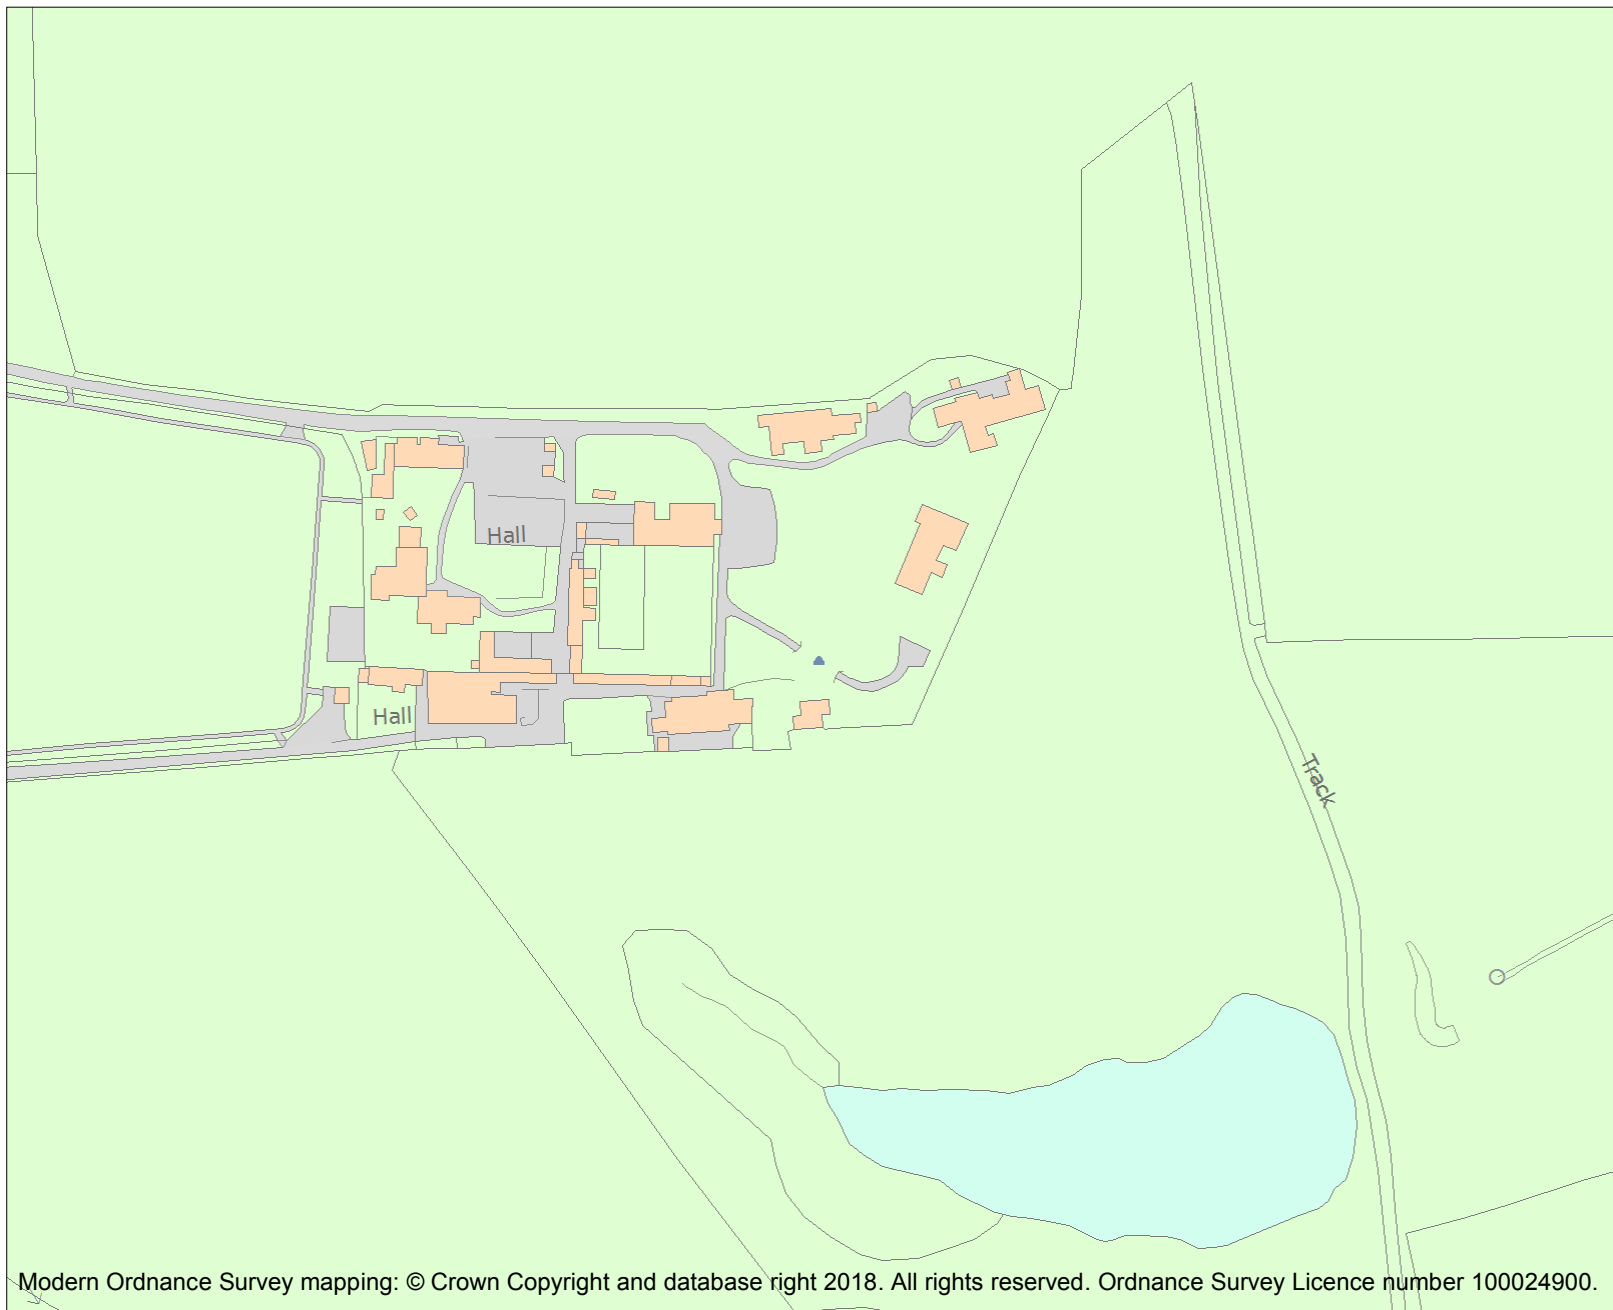 Hall
Hall
Track
Modern Ordnance Survey mapping: © Crown Copyright and database right 2018. All rights reserved. Ordnance Survey Licence number 100024900.